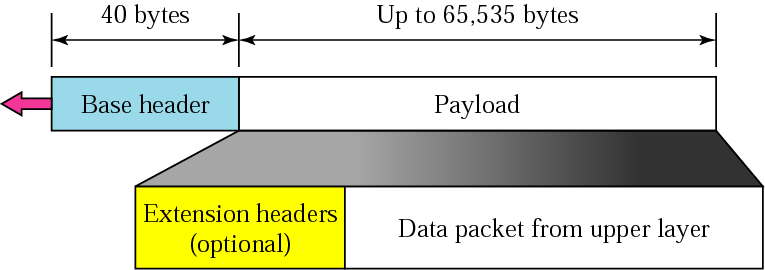 40 bytes
Up to 65,535 bytes
Base header
Payload
Extension headers
(optional)
Data packet from upper layer